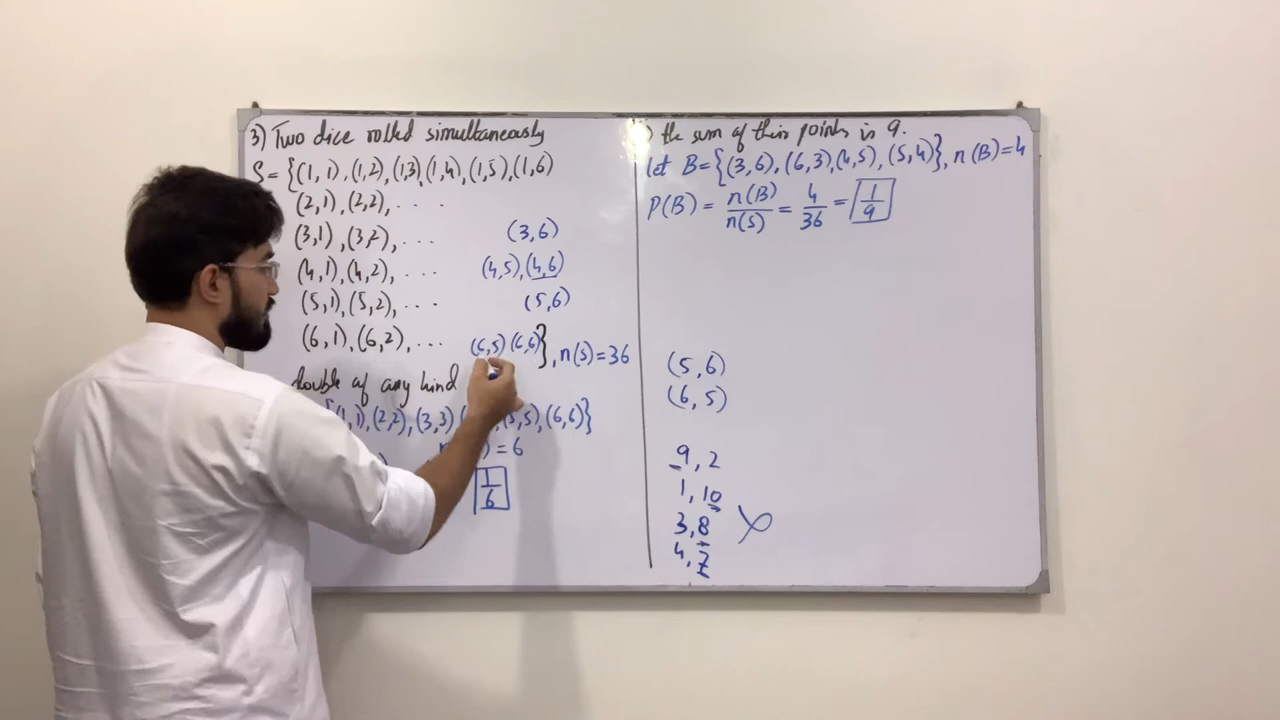 3) Two dice rolled simultaneously
S = {(1, 1), (1,2), (1,3), (1,4), (1,5), (1,6)
(2,1), (2,2), . . .
(3,1), (3,2), . . . (3,6)
(4,1), (4,2), . . . (4,5), (4,6)
(5,1), (5,2), . . . (5,6)
(6,1), (6,2), . . . (6,5) (6,6)}, n(S) = 36
double of any kind
(1,1), (2,2), (3,3) (5,5), (6,6)}
= 6
1/6
) the sum of their points is 9.
let B = {(3,6), (6,3), (4,5), (5,4)}, n(B) = 4
P(B) = n(B)/n(S) = 4/36 = 1/9
(5, 6)
(6, 5)
9, 2
1, 10
3, 8
4, 7